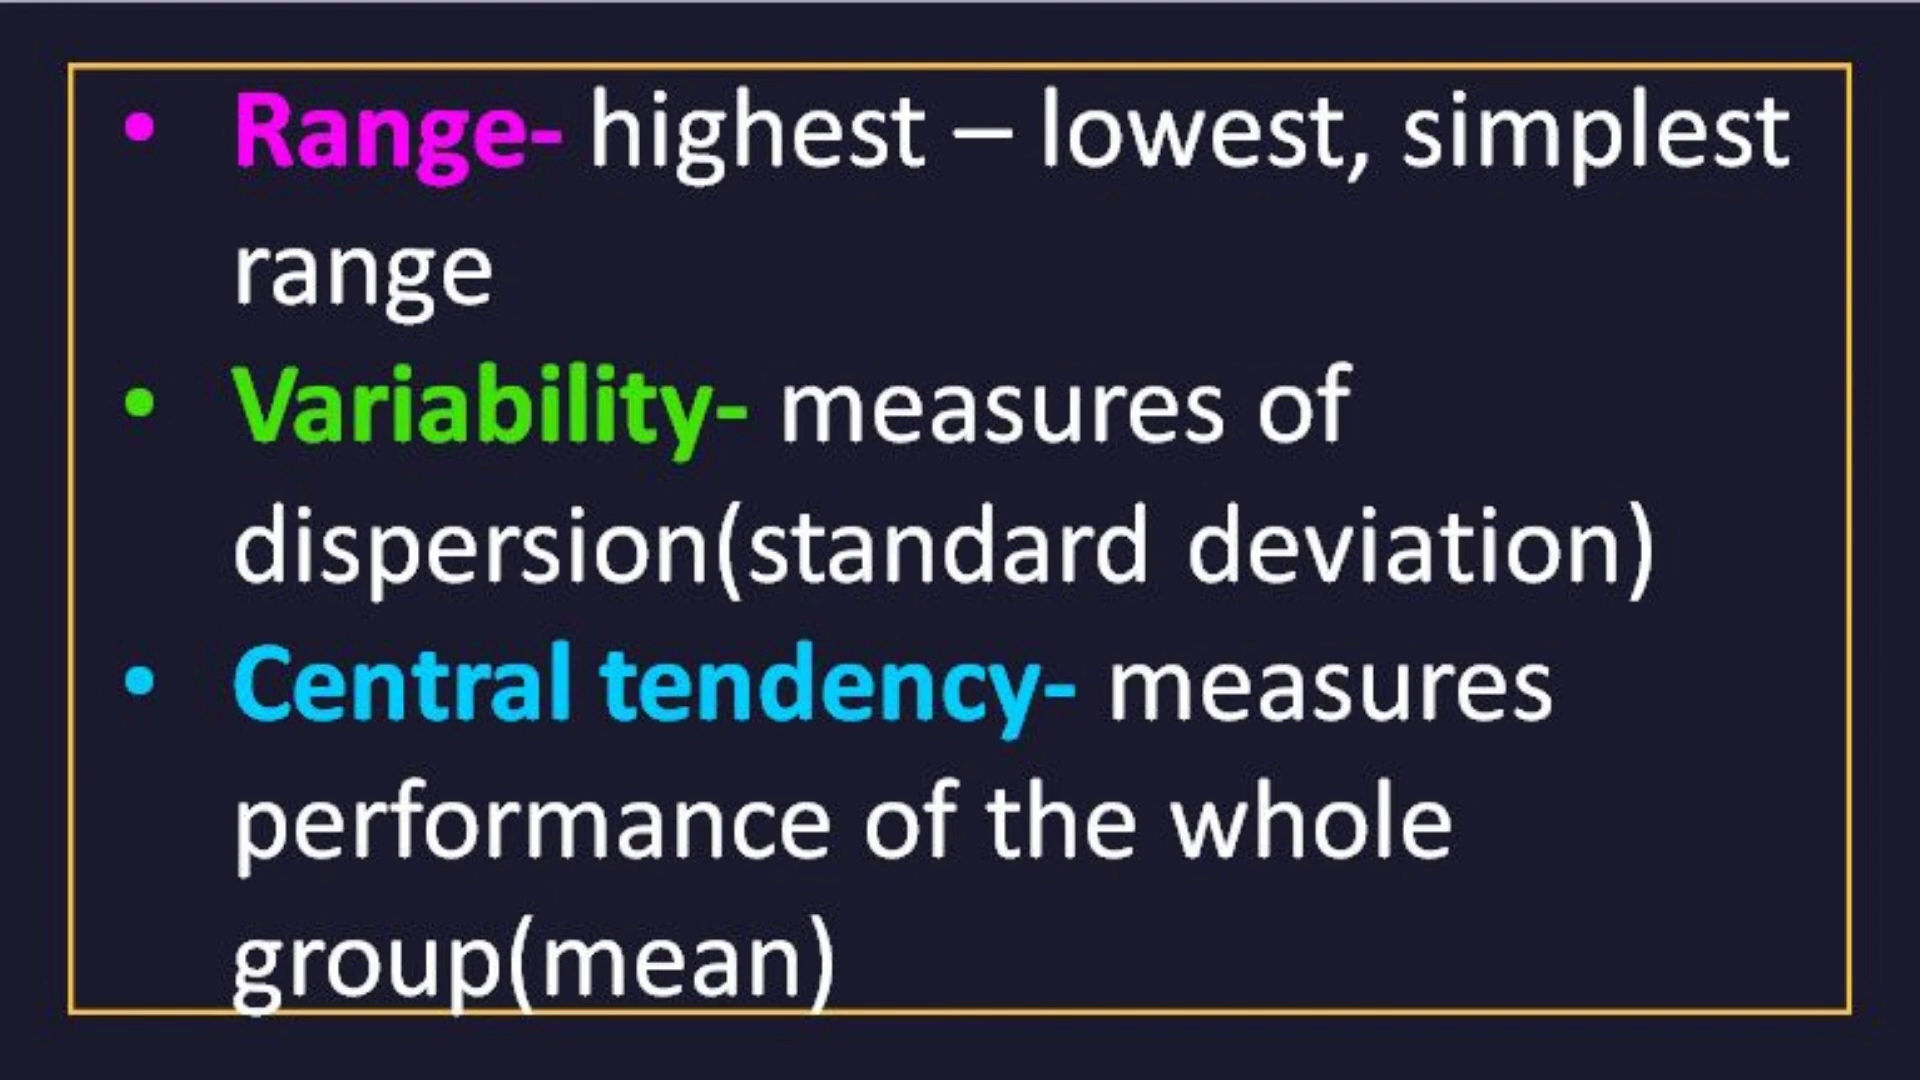 • Range- highest – lowest, simplest
range
• Variability- measures of
dispersion(standard deviation)
• Central tendency- measures
performance of the whole
group(mean)